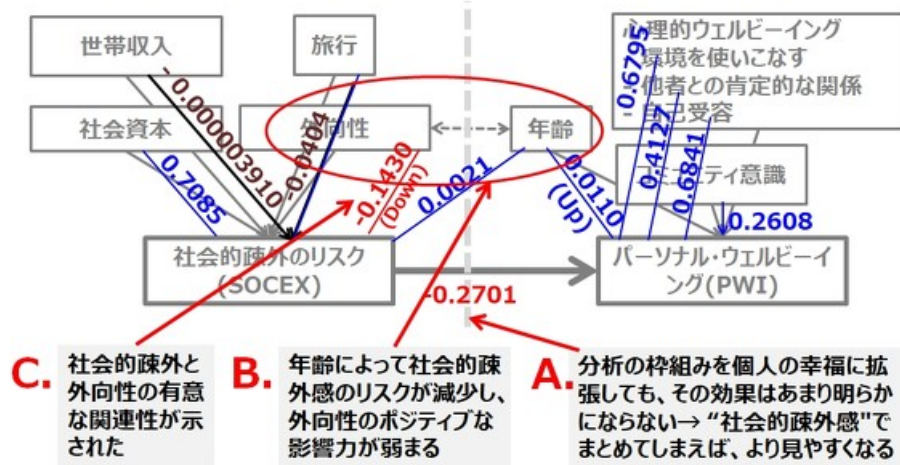 世帯収入
旅行
心理的ウェルビーイング
環境を使いこなす
他者との肯定的な関係
自己受容
社会資本
外向性
年齢
コミュニティ意識
-0.000003910
-0.0404
0.7085
-0.1430
(Down)
0.0021
0.0110
(Up)
0.6795
0.4127
0.6841
0.2608
社会的疎外のリスク
(SOCEX)
パーソナル・ウェルビーイ
ング(PWI)
-0.2701
C.
社会的疎外と
外向性の有意
な関連性が示
された
B.
年齢によって社会的疎
外感のリスクが減少し、
外向性のポジティブな
影響力が弱まる
A.
分析の枠組みを個人の幸福に拡
張しても、その効果はあまり明らか
にならない→ “社会的疎外感"で
まとめてしまえば、より見やすくなる